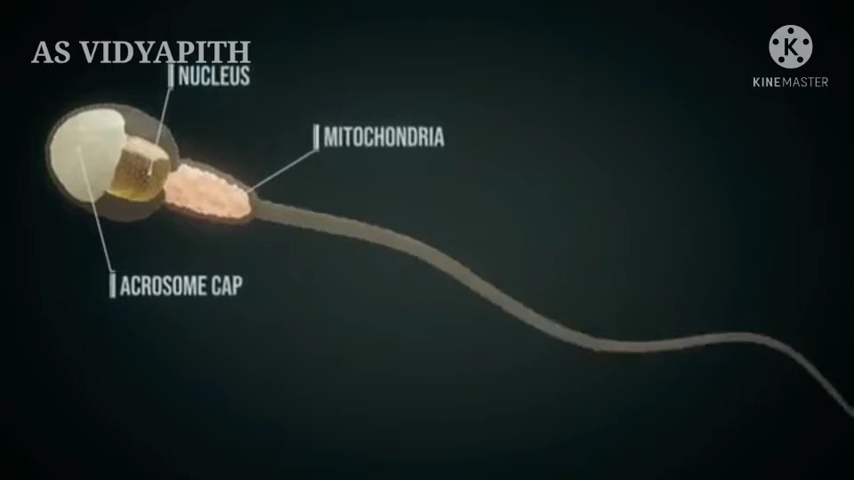 AS VIDYAPITH
NUCLEUS
K
KINEMASTER
MITOCHONDRIA
ACROSOME CAP